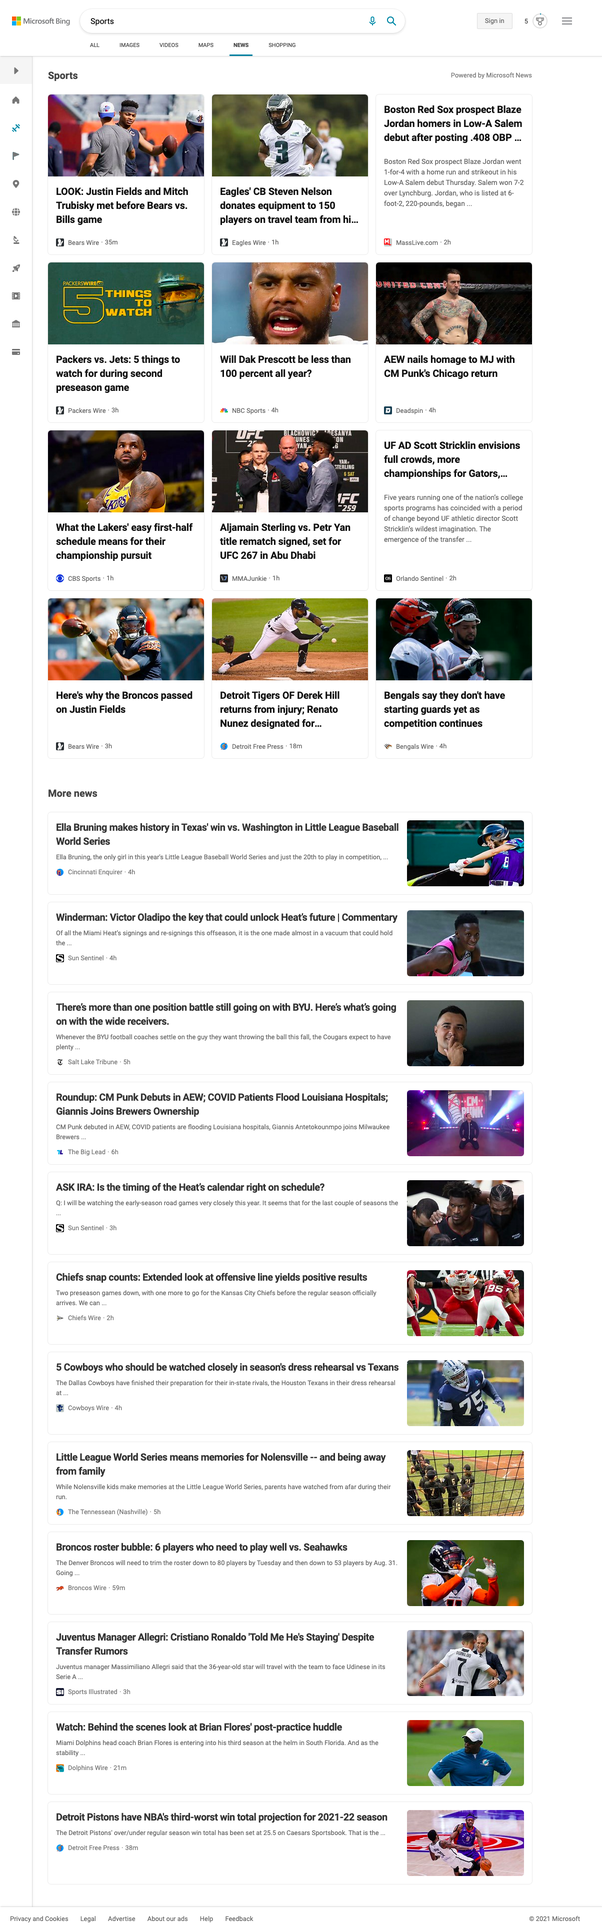 Microsoft Bing
Sports
Sign in
5
ALL IMAGES VIDEOS MAPS NEWS SHOPPING
Sports
Powered by Microsoft News
LOOK: Justin Fields and Mitch
Trubisky met before Bears vs.
Bills game
Bears Wire · 35m
Eagles' CB Steven Nelson
donates equipment to 150
players on travel team from hi...
Eagles Wire · 1h
Boston Red Sox prospect Blaze
Jordan homers in Low-A Salem
debut after posting .408 OBP ...
Boston Red Sox prospect Blaze Jordan went
1-for-4 with a home run and strikeout in his
Low-A Salem debut Thursday. Salem won 7-2
over Lynchburg. Jordan, who is listed at 6-
foot-2, 220-pounds, began ...
MassLive.com · 2h
PACKERSWIRE
5 THINGS
TO
WATCH
Packers vs. Jets: 5 things to
watch for during second
preseason game
Packers Wire · 3h
Will Dak Prescott be less than
100 percent all year?
NBC Sports · 4h
AEW nails homage to MJ with
CM Punk's Chicago return
Deadspin · 4h
What the Lakers' easy first-half
schedule means for their
championship pursuit
CBS Sports · 1h
UFC
259
Aljamain Sterling vs. Petr Yan
title rematch signed, set for
UFC 267 in Abu Dhabi
MMAJunkie · 1h
UF AD Scott Stricklin envisions
full crowds, more
championships for Gators,...
Five years running one of the nation's college
sports programs has coincided with a period
of change beyond UF athletic director Scott
Stricklin's wildest imagination. The
emergence of the transfer ...
Orlando Sentinel · 2h
Here's why the Broncos passed
on Justin Fields
Bears Wire · 3h
Detroit Tigers OF Derek Hill
returns from injury; Renato
Nunez designated for...
Detroit Free Press · 18m
Bengals say they don't have
starting guards yet as
competition continues
Bengals Wire · 4h
More news
Ella Bruning makes history in Texas' win vs. Washington in Little League Baseball
World Series
Ella Bruning, the only girl in this year's Little League Baseball World Series and just the 20th to play in competition, ...
Cincinnati Enquirer · 4h
Winderman: Victor Oladipo the key that could unlock Heat's future | Commentary
Of all the Miami Heat's signings and re-signings this offseason, it is the one made almost in a vacuum that could hold
the ...
Sun Sentinel · 4h
There's more than one position battle still going on with BYU. Here's what's going
on with the wide receivers.
Whenever the BYU football coaches settle on the guy they want throwing the ball this fall, the Cougars expect to have
plenty ...
Salt Lake Tribune · 5h
Roundup: CM Punk Debuts in AEW; COVID Patients Flood Louisiana Hospitals;
Giannis Joins Brewers Ownership
CM Punk debuted in AEW, COVID patients are flooding Louisiana hospitals, Giannis Antetokounmpo joins Milwaukee
Brewers ...
The Big Lead · 6h
CM
PUNK
ASK IRA: Is the timing of the Heat's calendar right on schedule?
Q: I will be watching the early-season road games very closely this year. It seems that for the last couple of seasons the
...
Sun Sentinel · 3h
Chiefs snap counts: Extended look at offensive line yields positive results
Two preseason games down, with one more to go for the Kansas City Chiefs before the regular season officially
arrives. We can ...
Chiefs Wire · 2h
5 Cowboys who should be watched closely in season's dress rehearsal vs Texans
The Dallas Cowboys have finished their preparation for their in-state rivals, the Houston Texans in their dress rehearsal
at ...
Cowboys Wire · 4h
75
Little League World Series means memories for Nolensville -- and being away
from family
While Nolensville kids make memories at the Little League World Series, parents have watched from afar during their
run.
The Tennessean (Nashville) · 5h
Broncos roster bubble: 6 players who need to play well vs. Seahawks
The Denver Broncos will need to trim the roster down to 80 players by Tuesday and then down to 53 players by Aug. 31.
Going ...
Broncos Wire · 59m
Juventus Manager Allegri: Cristiano Ronaldo 'Told Me He's Staying' Despite
Transfer Rumors
Juventus manager Massimiliano Allegri said that the 36-year-old star will travel with the team to face Udinese in its
Serie A ...
Sports Illustrated · 3h
7
Watch: Behind the scenes look at Brian Flores' post-practice huddle
Miami Dolphins head coach Brian Flores is entering into his third season at the helm in South Florida. And as the
stability ...
Dolphins Wire · 21m
Detroit Pistons have NBA's third-worst win total projection for 2021-22 season
The Detroit Pistons' over/under regular season win total has been set at 25.5 on Caesars Sportsbook. That is the ...
Detroit Free Press · 38m
Privacy and Cookies Legal Advertise About our ads Help Feedback © 2021 Microsoft